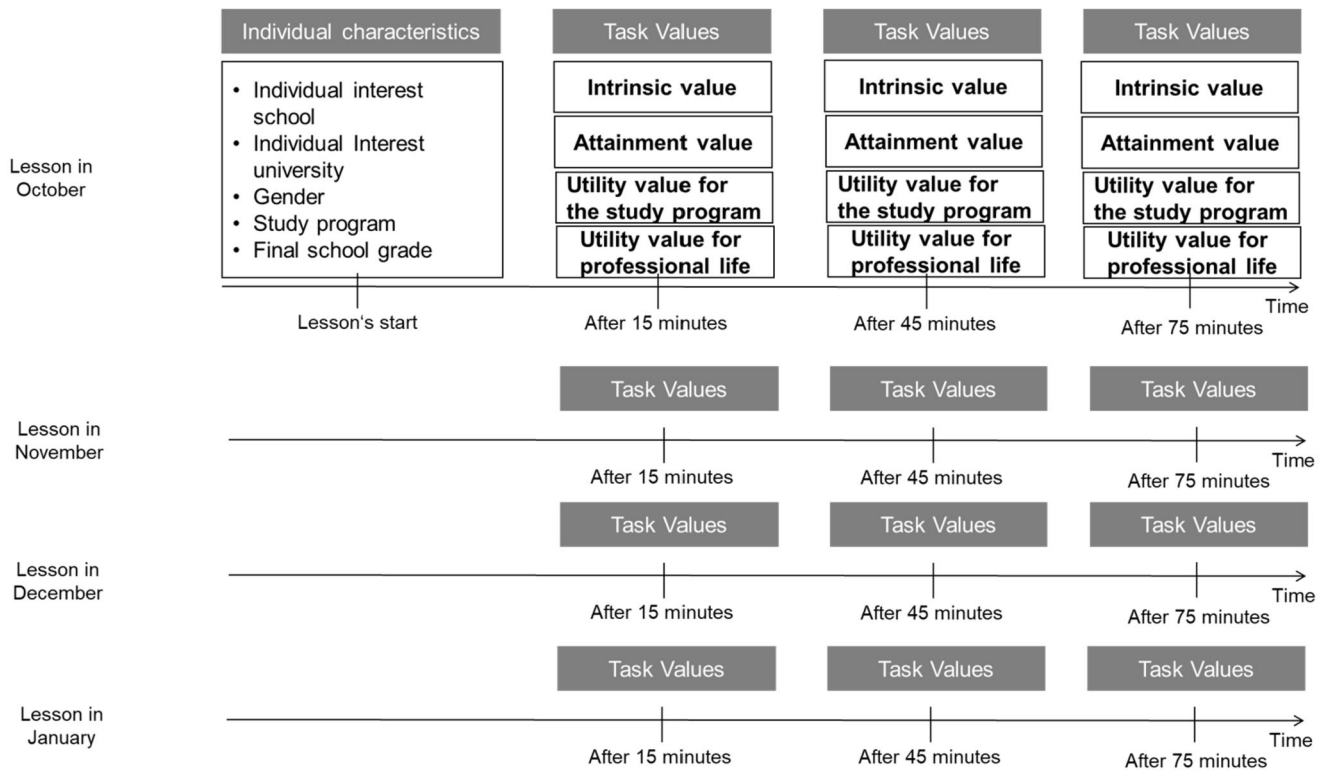 Individual characteristics
Task Values
Task Values
Task Values
Lesson in
October
• Individual interest
school
• Individual Interest
university
• Gender
• Study program
• Final school grade
Intrinsic value
Attainment value
Utility value for
the study program
Utility value for
professional life
Intrinsic value
Attainment value
Utility value for
the study program
Utility value for
professional life
Intrinsic value
Attainment value
Utility value for
the study program
Utility value for
professional life
Time
Lesson‘s start
After 15 minutes
After 45 minutes
After 75 minutes
Task Values
Task Values
Task Values
Lesson in
November
Time
After 15 minutes
After 45 minutes
After 75 minutes
Task Values
Task Values
Task Values
Lesson in
December
Time
After 15 minutes
After 45 minutes
After 75 minutes
Task Values
Task Values
Task Values
Lesson in
January
Time
After 15 minutes
After 45 minutes
After 75 minutes